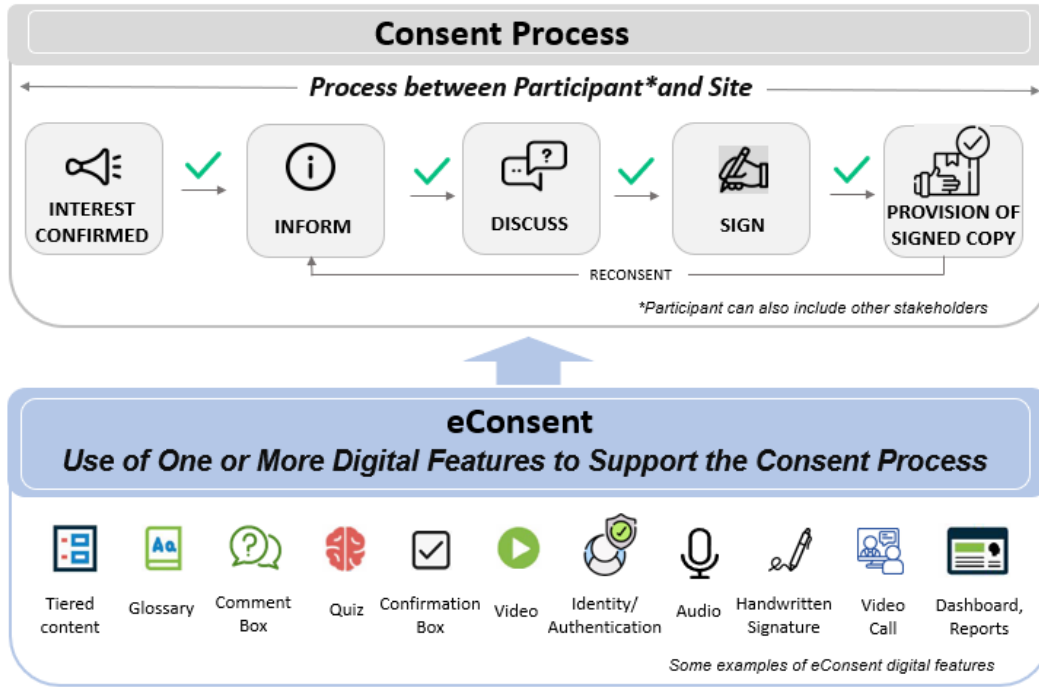 Consent Process
Process between Participant*and Site
INTEREST
CONFIRMED
INFORM
DISCUSS
SIGN
PROVISION OF
SIGNED COPY
RECONSENT
*Participant can also include other stakeholders
eConsent
Use of One or More Digital Features to Support the Consent Process
Aa
Tiered
content
Glossary
Comment
Box
Quiz
Confirmation
Box
Video
Identity/
Authentication
Audio
Handwritten
Signature
Video
Call
Dashboard,
Reports
Some examples of eConsent digital features